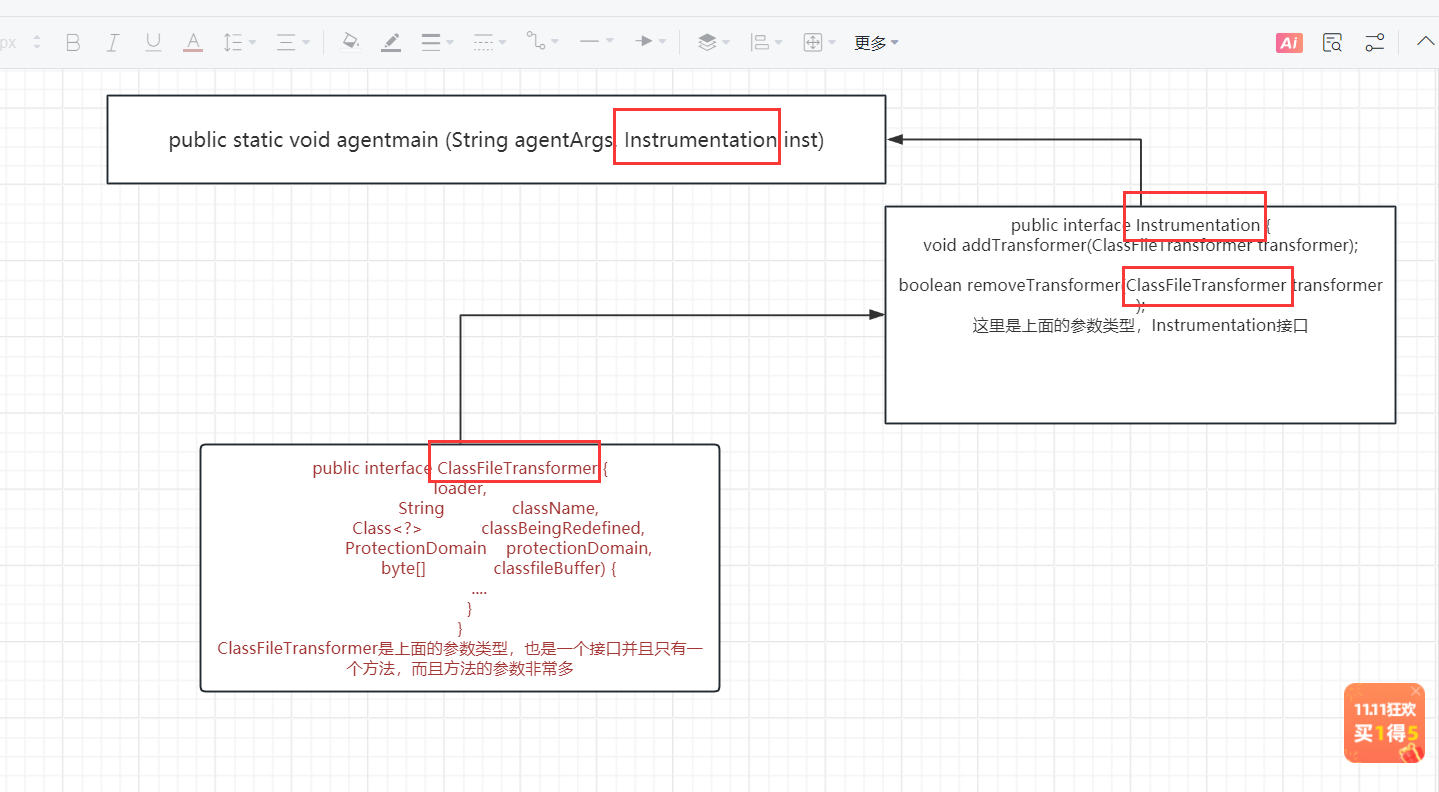 px
B
I
U
A
更多
Ai
public static void agentmain (String agentArgs, Instrumentation inst)
public interface Instrumentation {
void addTransformer(ClassFileTransformer transformer);
boolean removeTransformer(ClassFileTransformer transformer
);
这里是上面的参数类型，Instrumentation接口
public interface ClassFileTransformer {
loader,
String className,
Class<?> classBeingRedefined,
ProtectionDomain protectionDomain,
byte[] classfileBuffer) {
....
}
}
ClassFileTransformer是上面的参数类型，也是一个接口并且只有一
个方法，而且方法的参数非常多
11.11狂欢
买1得5